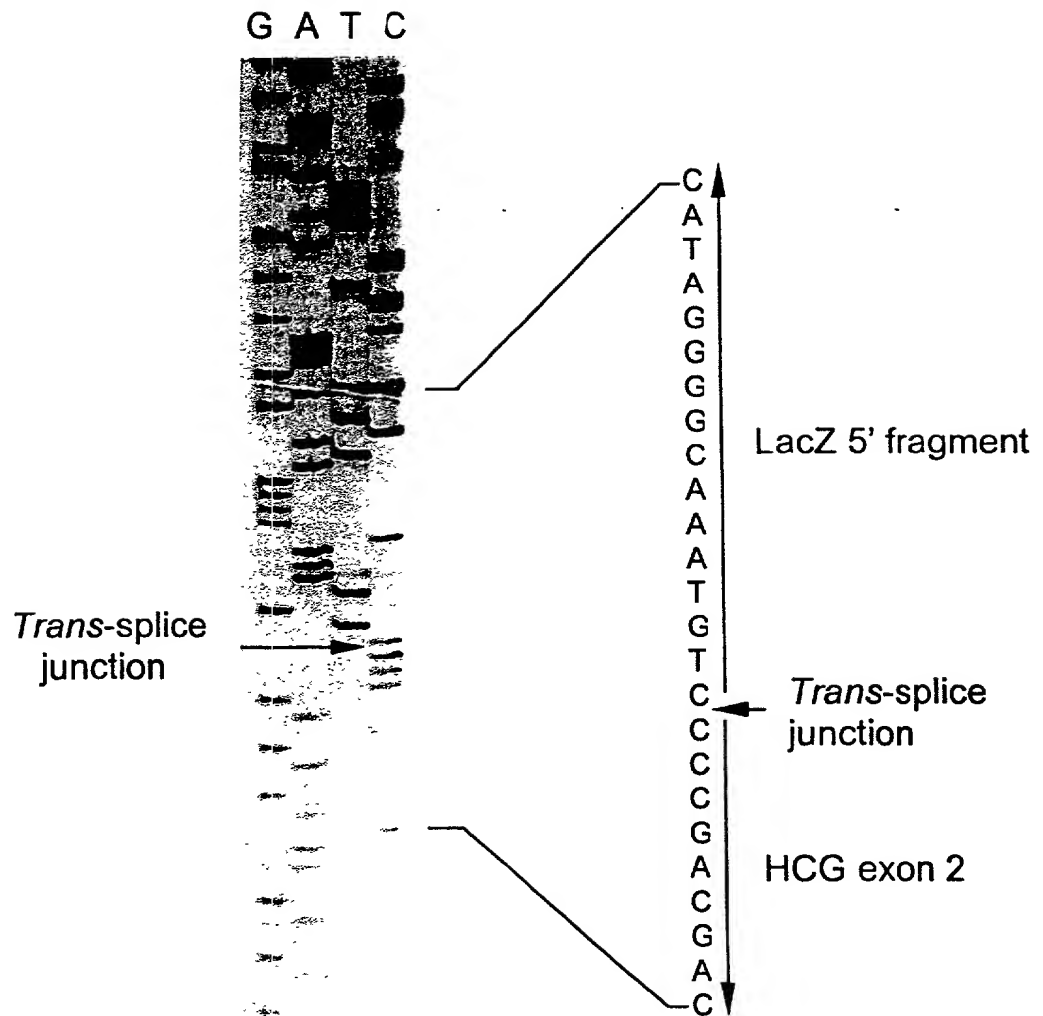 G A T C
C
A
T
A
G
G
G
G
C
A
A
A
T
G
T
C
C
C
C
G
A
C
G
A
C
LacZ 5' fragment
Trans-splice
junction
Trans-splice
junction
HCG exon 2